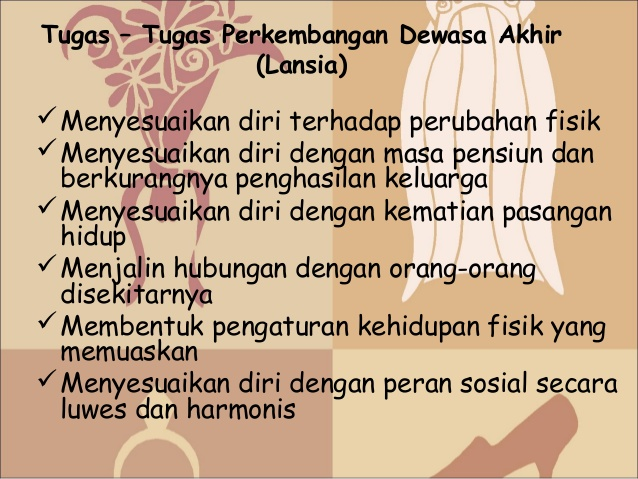 Tugas – Tugas Perkembangan Dewasa Akhir
(Lansia)
✓Menyesuaikan diri terhadap perubahan fisik
✓Menyesuaikan diri dengan masa pensiun dan
berkurangnya penghasilan keluarga
✓Menyesuaikan diri dengan kematian pasangan
hidup
✓Menjalin hubungan dengan orang-orang
disekitarnya
✓Membentuk pengaturan kehidupan fisik yang
memuaskan
✓Menyesuaikan diri dengan peran sosial secara
luwes dan harmonis